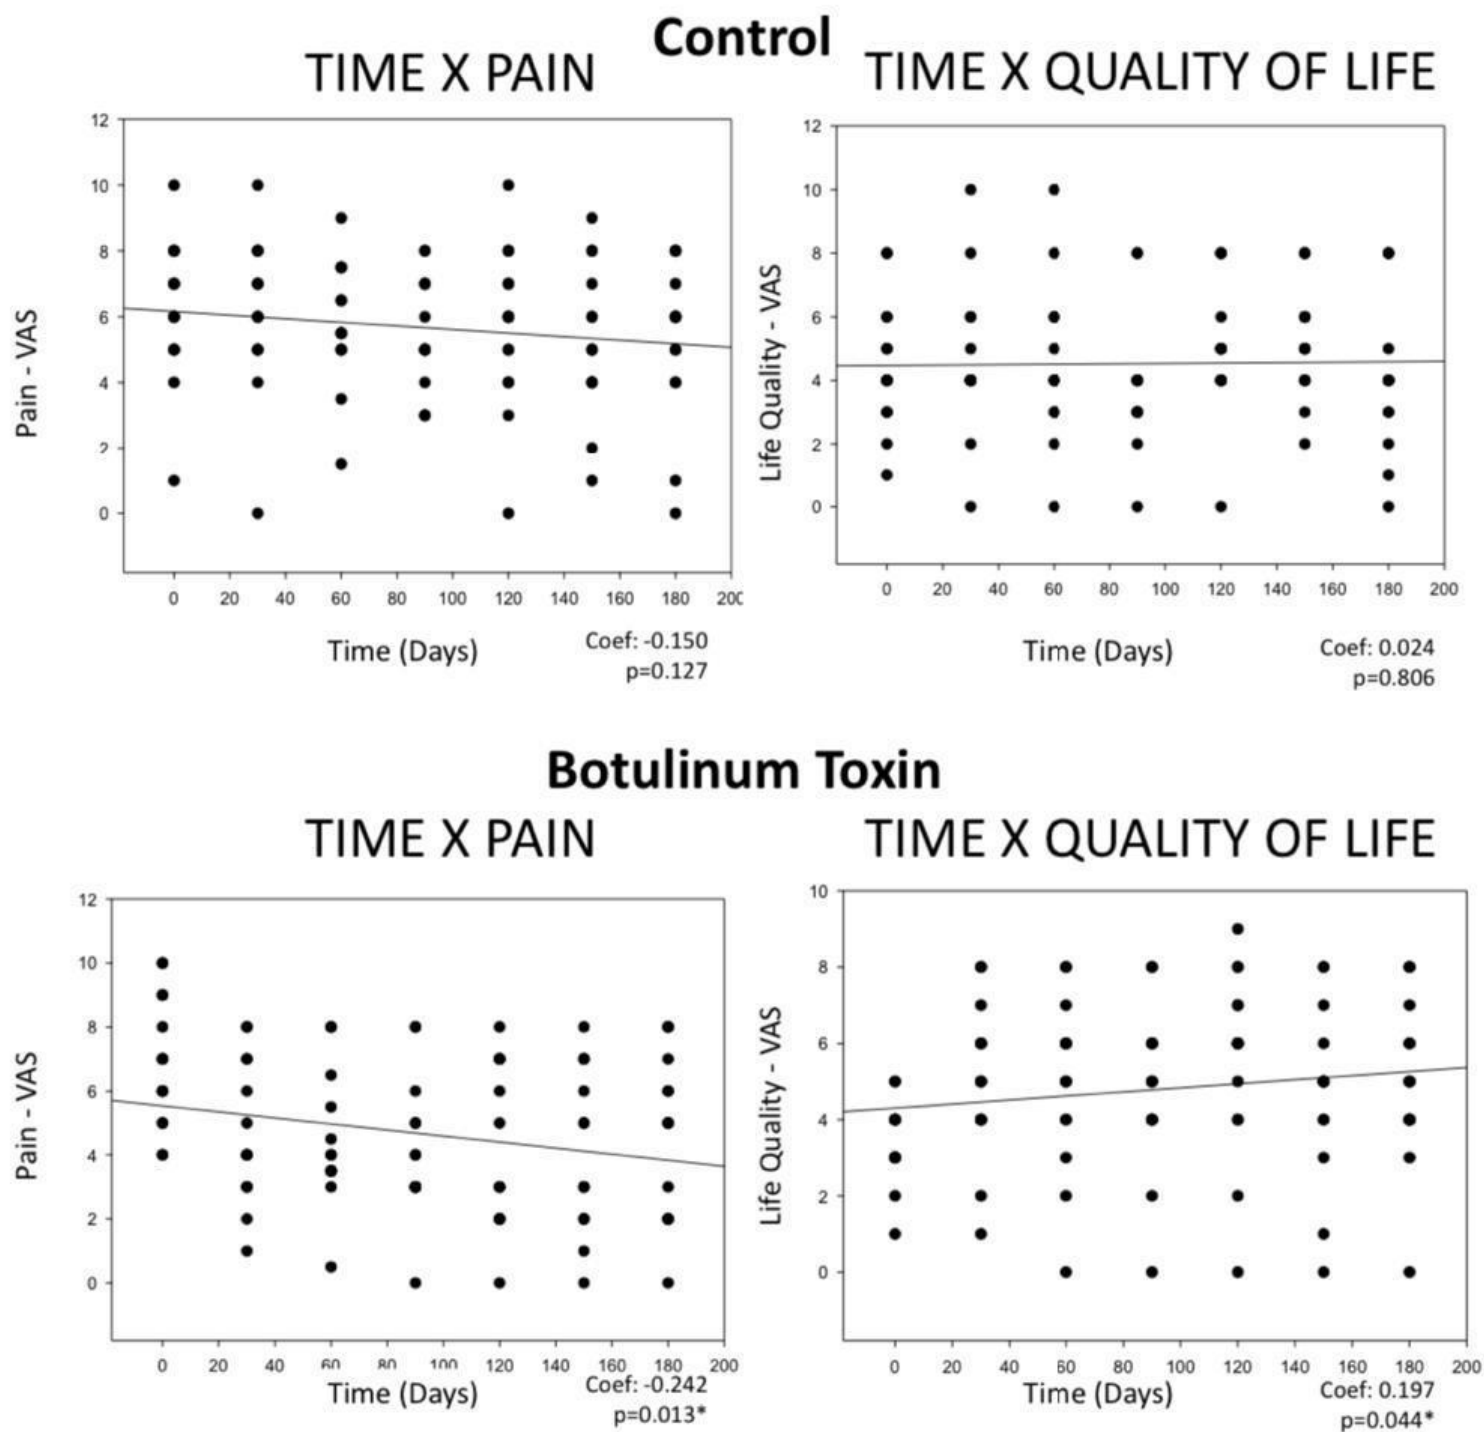 Control
TIME X PAIN
TIME X QUALITY OF LIFE
12
10
8
6
4
2
0
Pain - VAS
0 20 40 60 80 100 120 140 160 180 200
Time (Days)
Coef: -0.150
p=0.127
12
10
8
6
4
2
0
Life Quality - VAS
0 20 40 60 80 100 120 140 160 180 200
Time (Days)
Coef: 0.024
p=0.806
Botulinum Toxin
TIME X PAIN
TIME X QUALITY OF LIFE
12
10
8
6
4
2
0
Pain - VAS
0 20 40 60 80 100 120 140 160 180 200
Time (Days)
Coef: -0.242
p=0.013*
10
8
6
4
2
0
Life Quality - VAS
0 20 40 60 80 100 120 140 160 180 200
Time (Days)
Coef: 0.197
p=0.044*